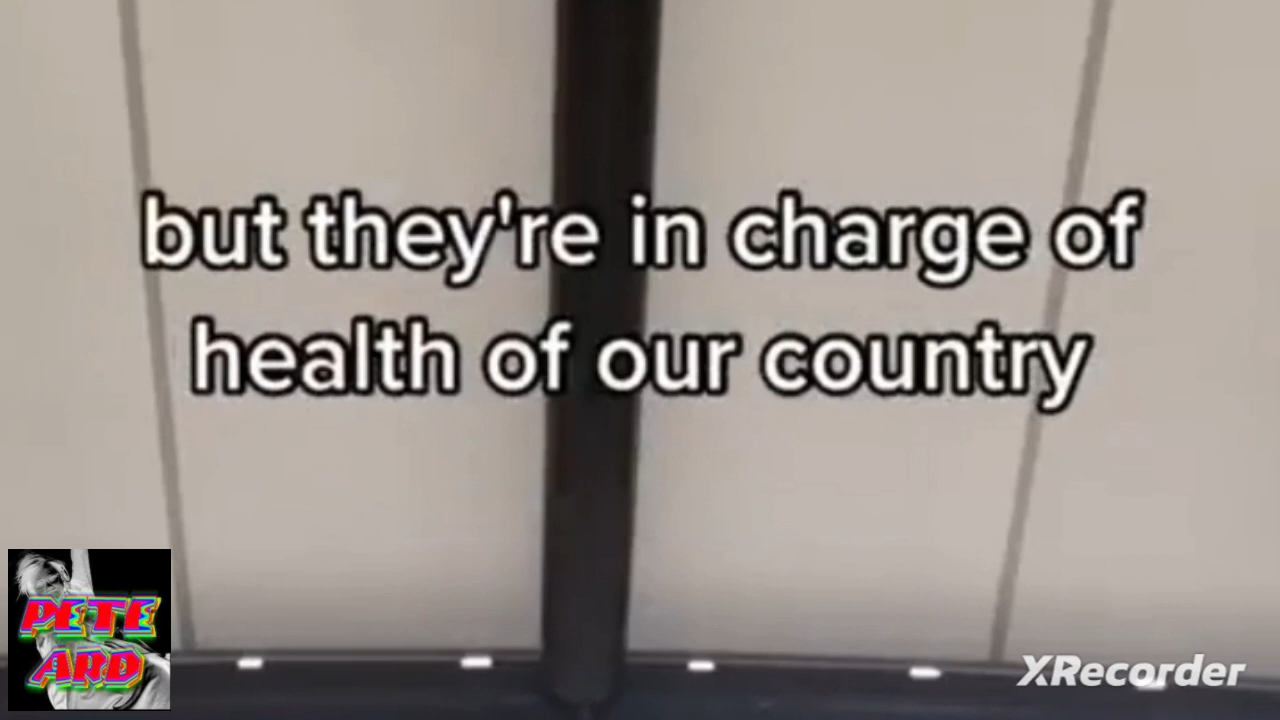 but they're in charge of
health of our country
PETE
ARD
XRecorder